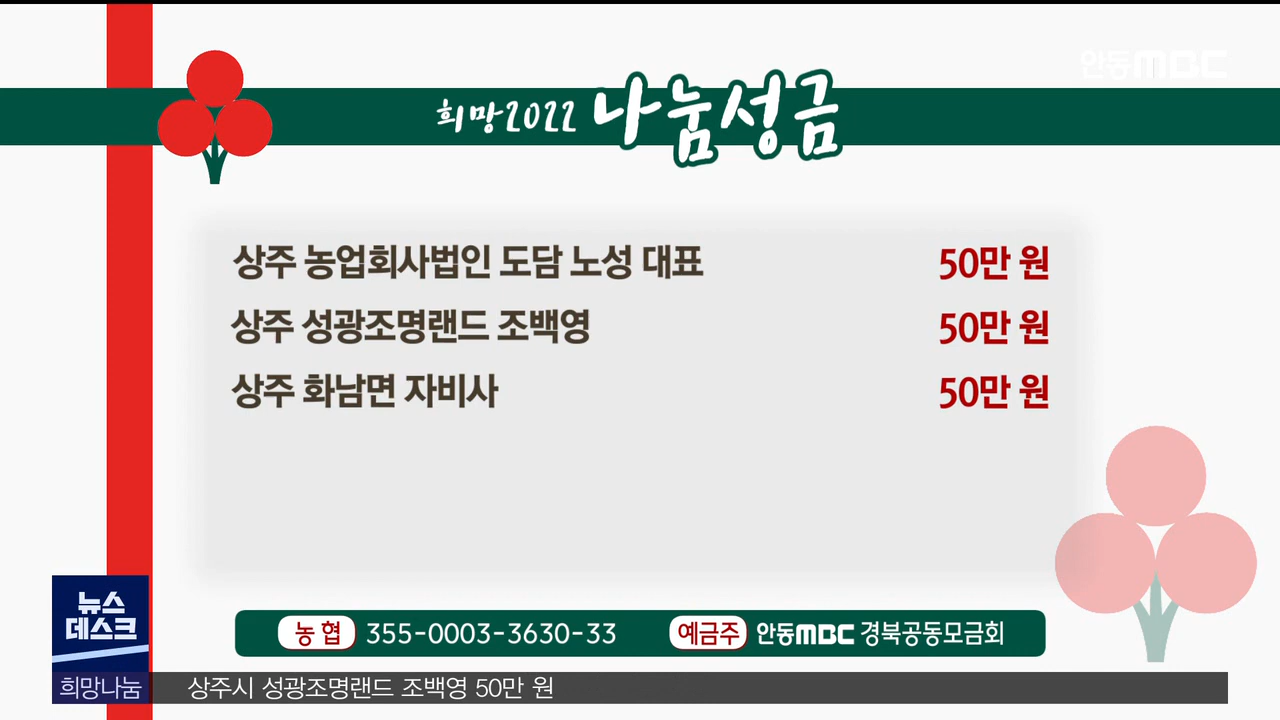 안동MBC
희망2022 나눔성금
상주 농업회사법인 도담 노성 대표 50만 원
상주 성광조명랜드 조백영 50만 원
상주 화남면 자비사 50만 원
농협 355-0003-3630-33 예금주 안동MBC 경북공동모금회
뉴스
데스크
희망나눔 상주시 성광조명랜드 조백영 50만 원